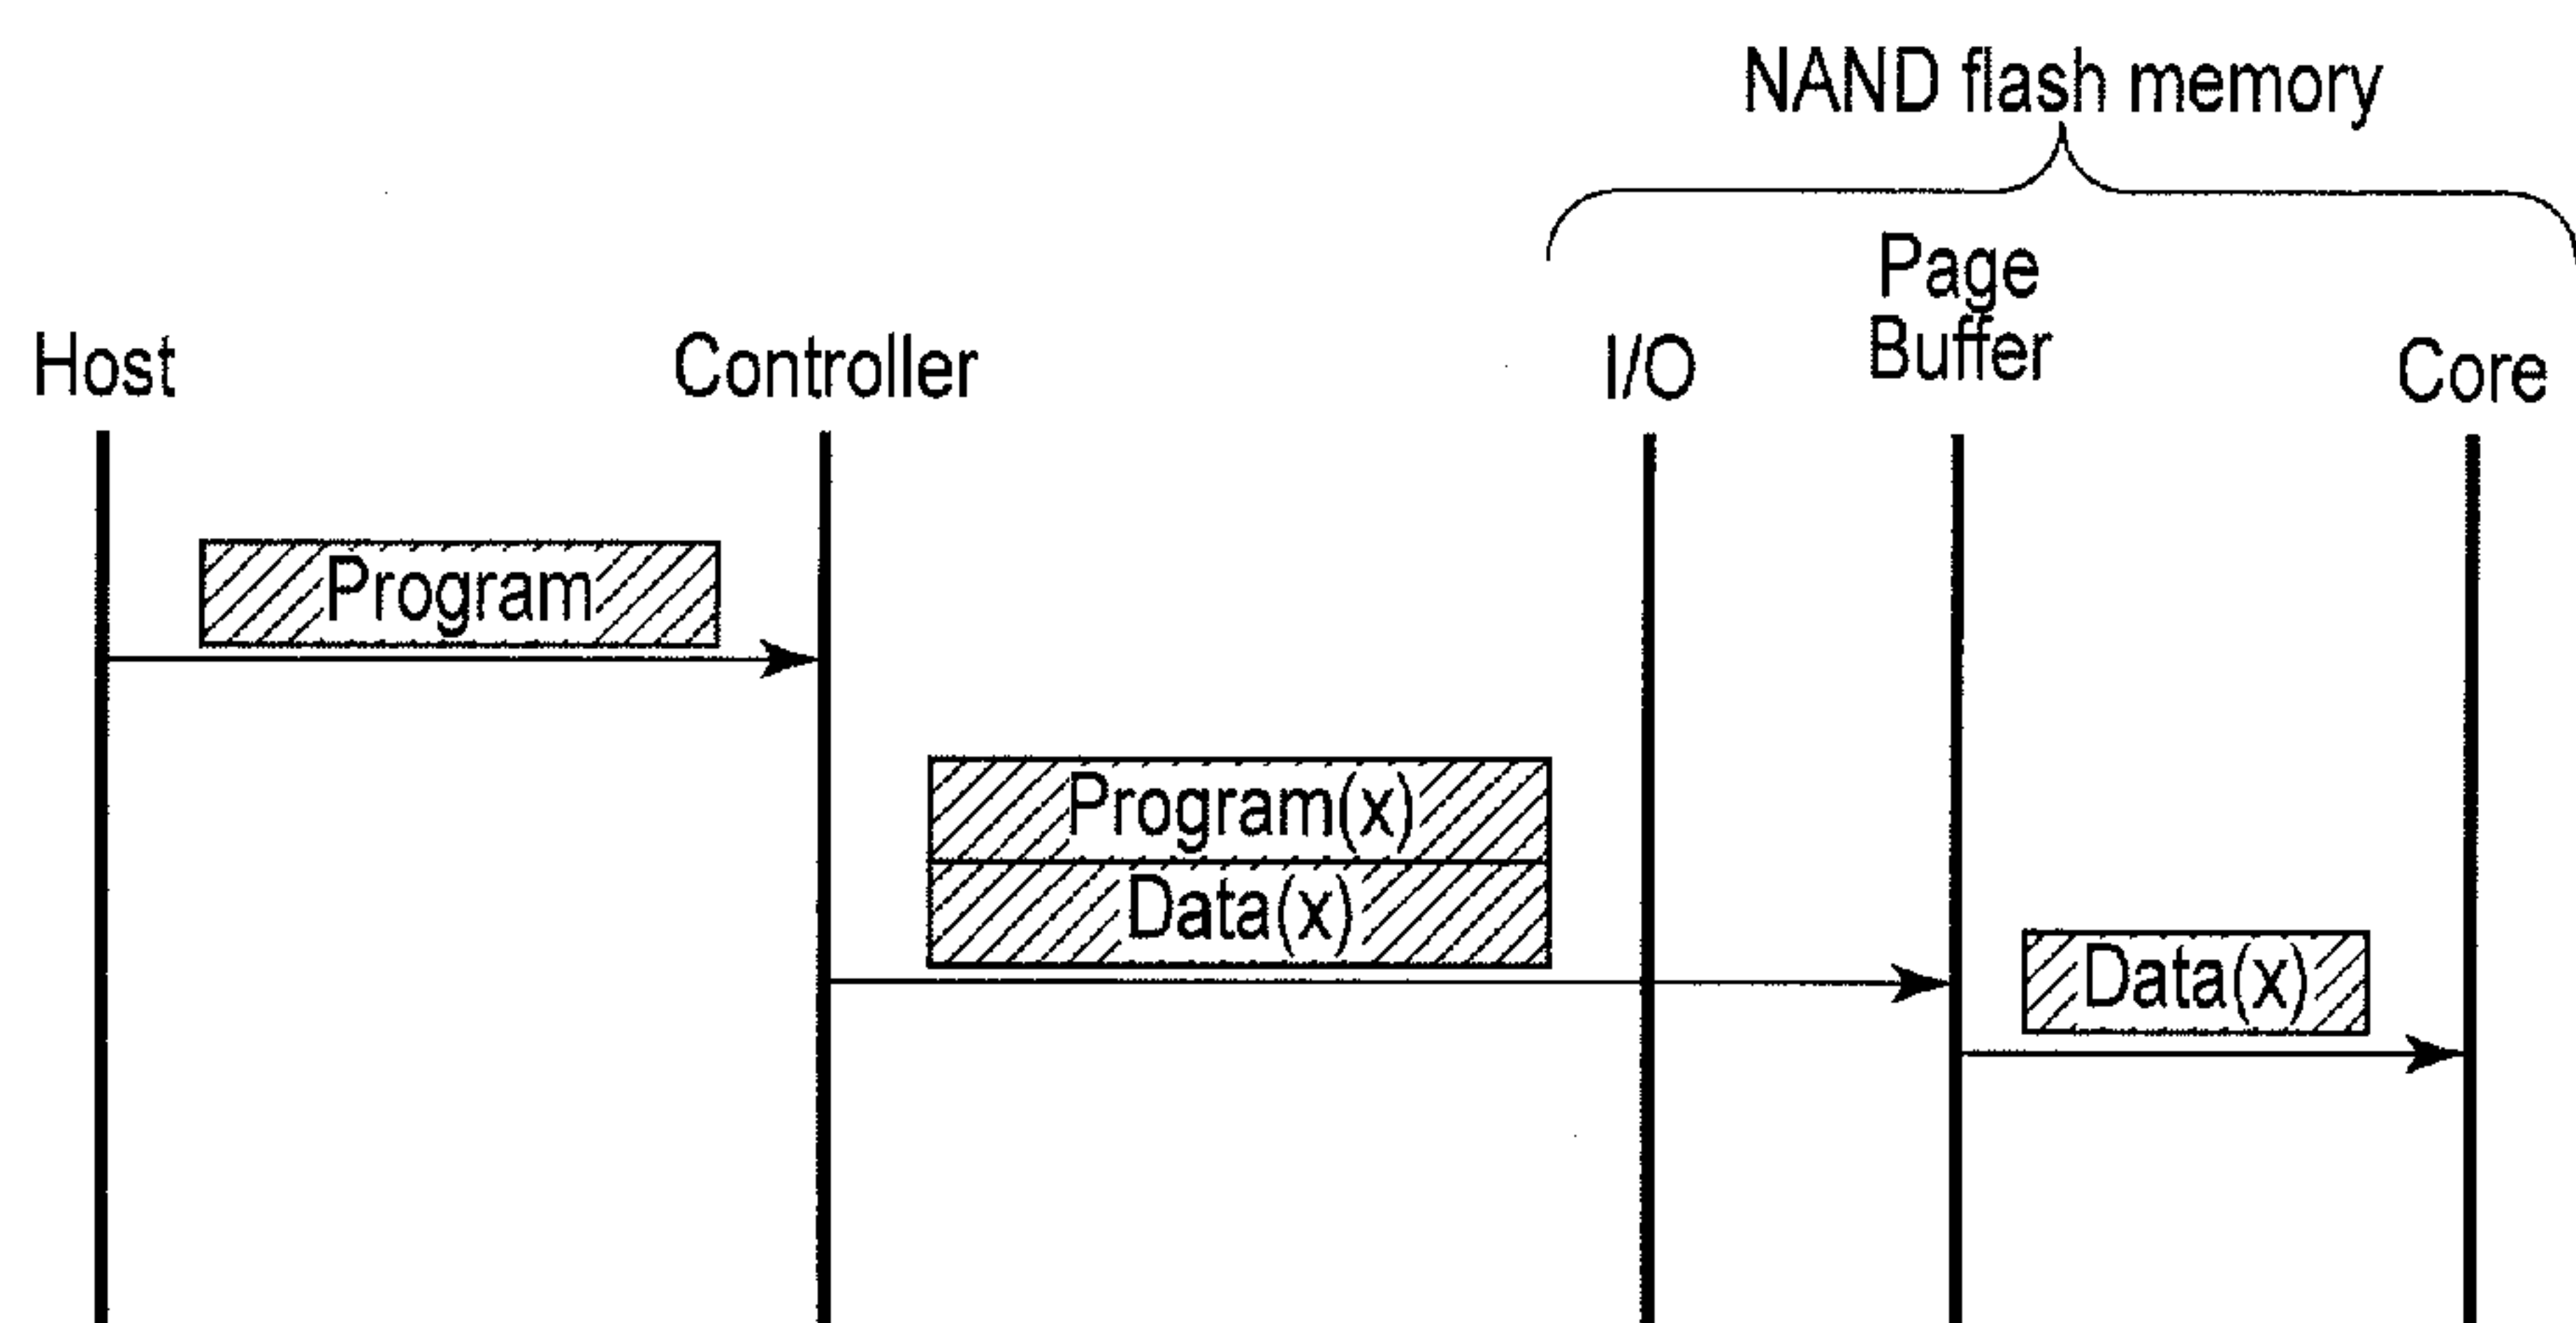 NAND flash memory
Page
Buffer
Host
Controller
I/O
Core
Program
Program(x)
Data(x)
Data(x)